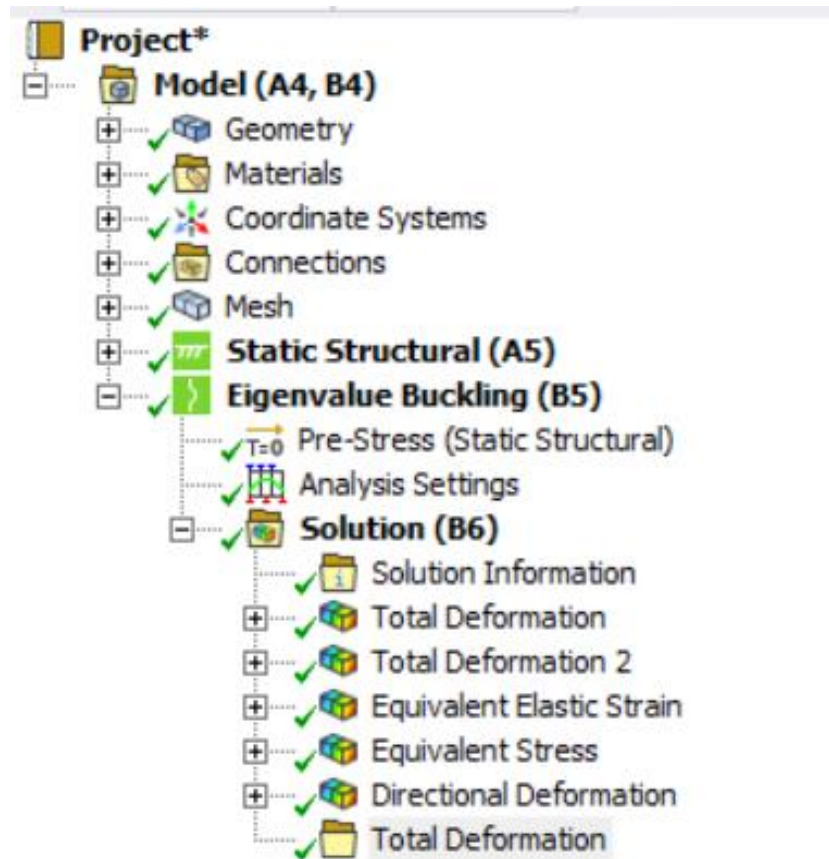 Project*
Model (A4, B4)
Geometry
Materials
Coordinate Systems
Connections
Mesh
Static Structural (A5)
Eigenvalue Buckling (B5)
T=0 Pre-Stress (Static Structural)
Analysis Settings
Solution (B6)
i Solution Information
Total Deformation
Total Deformation 2
Equivalent Elastic Strain
Equivalent Stress
Directional Deformation
Total Deformation